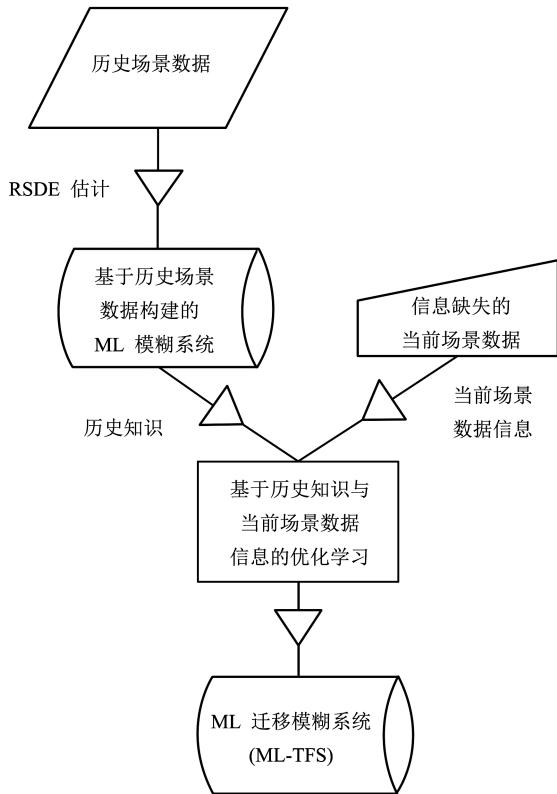 历史场景数据
RSDE 估计
基于历史场景
数据构建的
ML 模糊系统
信息缺失的
当前场景数据
历史知识
当前场景
数据信息
基于历史知识与
当前场景数据
信息的优化学习
ML 迁移模糊系统
(ML-TFS)